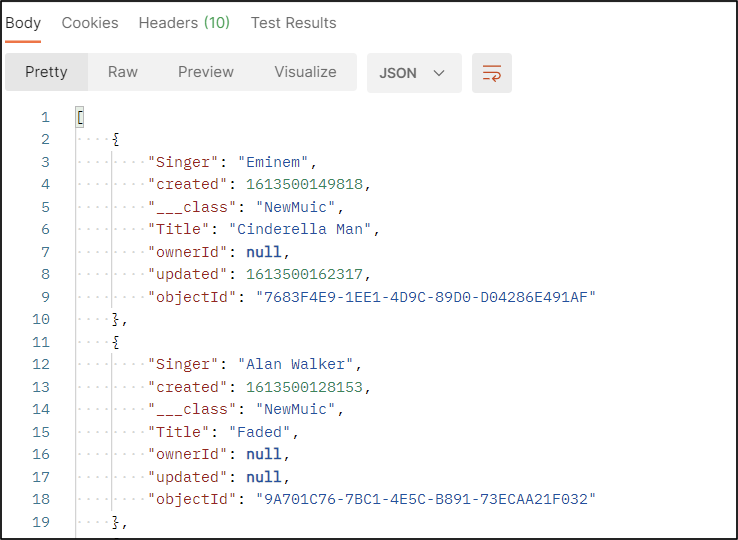 Body Cookies Headers (10) Test Results
Pretty Raw Preview Visualize JSON
1 [
2 {
3 "Singer": "Eminem",
4 "created": 1613500149818,
5 "___class": "NewMuic",
6 "Title": "Cinderella Man",
7 "ownerId": null,
8 "updated": 1613500162317,
9 "objectId": "7683F4E9-1EE1-4D9C-89D0-D04286E491AF"
10 },
11 {
12 "Singer": "Alan Walker",
13 "created": 1613500128153,
14 "___class": "NewMuic",
15 "Title": "Faded",
16 "ownerId": null,
17 "updated": null,
18 "objectId": "9A701C76-7BC1-4E5C-B891-73ECAA21F032"
19 },